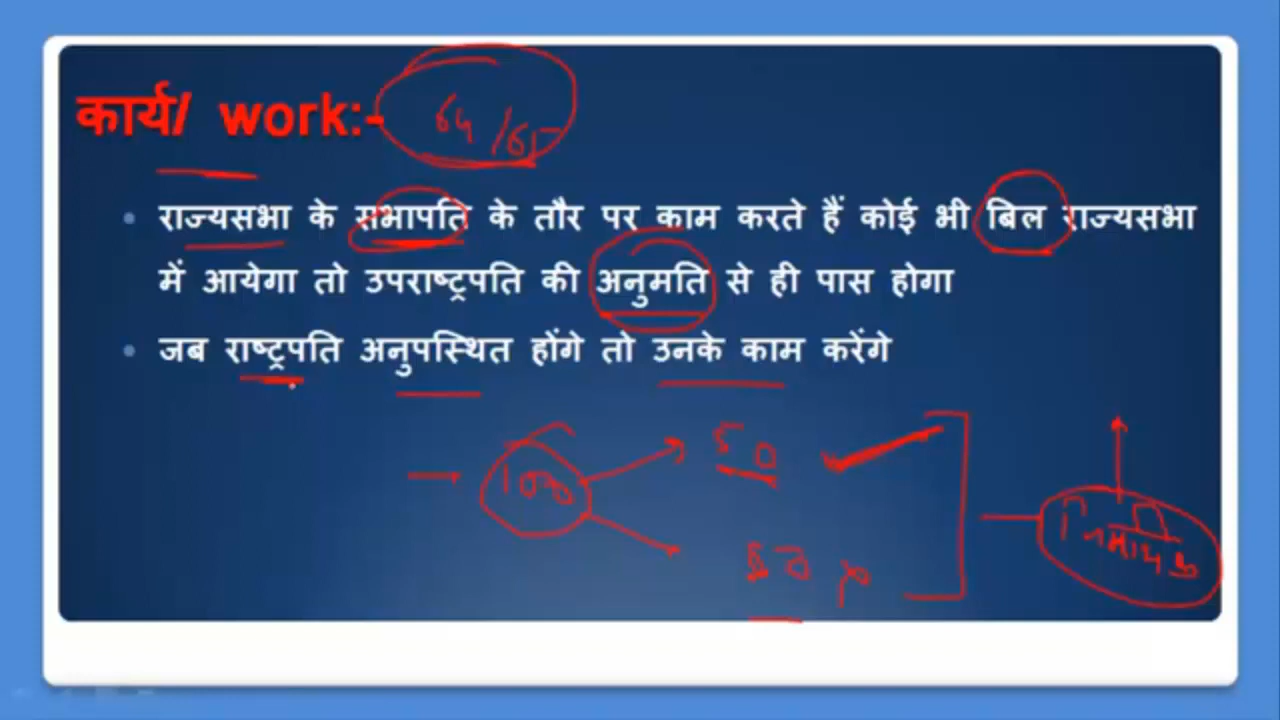 कार्य/ work:-
64/65
राज्यसभा के सभापति के तौर पर काम करते हैं कोई भी बिल राज्यसभा
में आयेगा तो उपराष्ट्रपति की अनुमति से ही पास होगा
जब राष्ट्रपति अनुपस्थित होंगे तो उनके काम करेंगे
100
50
50